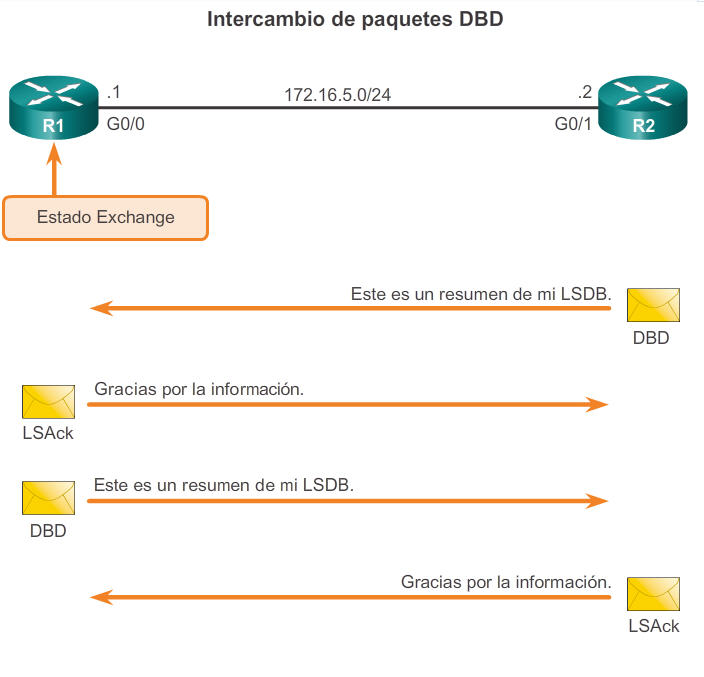 Intercambio de paquetes DBD
.1
172.16.5.0/24
.2
R1
G0/0
G0/1
R2
Estado Exchange
Este es un resumen de mi LSDB.
DBD
Gracias por la información.
LSAck
Este es un resumen de mi LSDB.
DBD
Gracias por la información.
LSAck